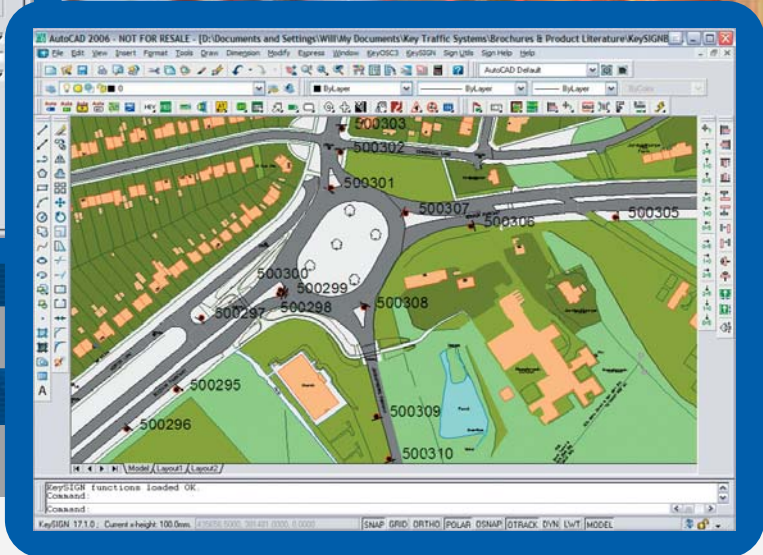 AutoCAD 2006 - NOT FOR RESALE - [D:\Documents and Settings\Will\My Documents\Key Traffic Systems\Brochures & Product Literature\KeySIGNB...
File Edit View Insert Format Tools Draw Dimension Modify Express Window KeyOSC3 KeySIGN Sign Utils Sign Help Help
AutoCAD Default
0 ByLayer ByLayer ByLayer ByColor
500303
500302
500301
500307
500306
500305
500300
500299
500298
500297
500308
500295
500296
500309
500310
Model Layout1 Layout2
KeySIGN functions loaded OK.
Command:
Command:
KeySIGN 17.1.0 ; Current x-height: 100.0mm. SNAP GRID ORTHO POLAR OSNAP OTRACK DYN LWT MODEL